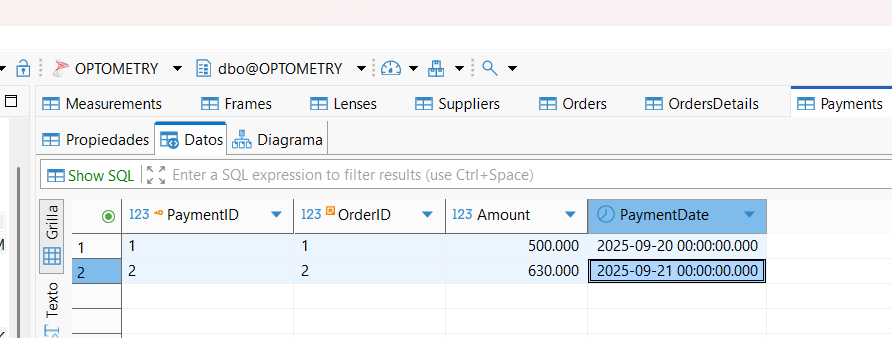 OPTOMETRY dbo@OPTOMETRY
Measurements Frames Lenses Suppliers Orders OrdersDetails Payments
Propiedades Datos Diagrama
Show SQL Enter a SQL expression to filter results (use Ctrl+Space)
Grilla
Texto
123 PaymentID 123 OrderID 123 Amount PaymentDate
1 1 1 500.000 2025-09-20 00:00:00.000
2 2 2 630.000 2025-09-21 00:00:00.000